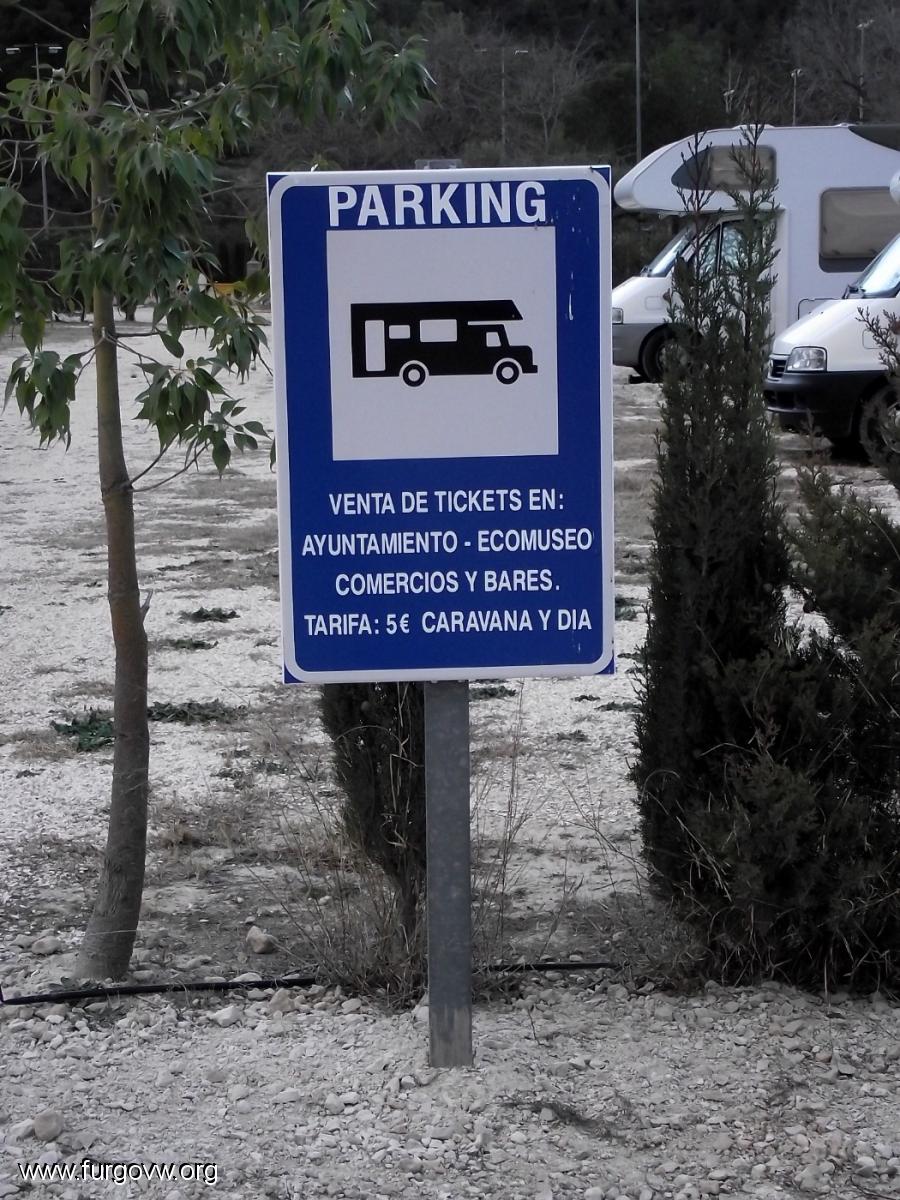 PARKING
VENTA DE TICKETS EN:
AYUNTAMIENTO - ECOMUSEO
COMERCIOS Y BARES.
TARIFA: 5€ CARAVANA Y DIA
www.furgovw.org